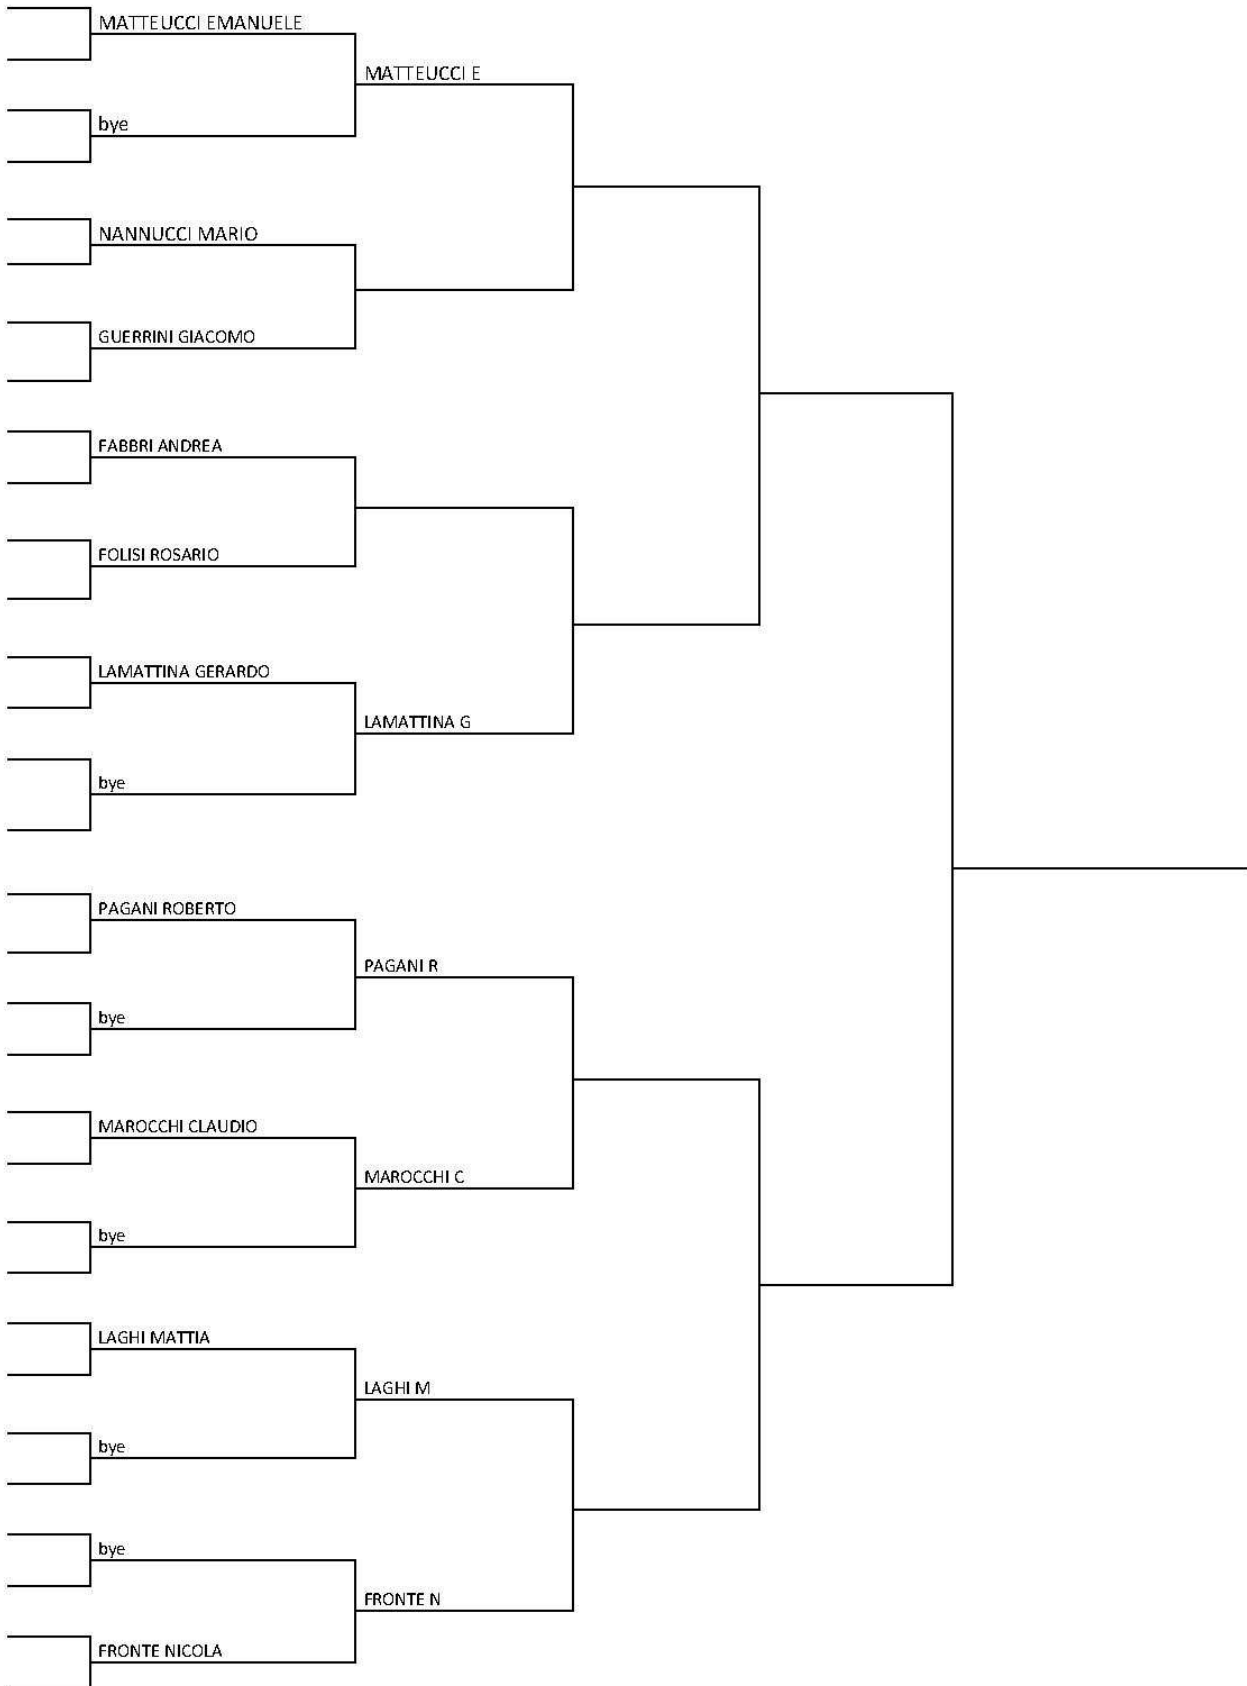 MATTEUCCI EMANUELE
MATTEUCCI E
bye
NANNUCCI MARIO
GUERRINI GIACOMO
FABBRI ANDREA
FOLISI ROSARIO
LAMATTINA GERARDO
LAMATTINA G
bye
PAGANI ROBERTO
PAGANI R
bye
MAROCCHI CLAUDIO
MAROCCHI C
bye
LAGHI MATTIA
LAGHI M
bye
bye
FRONTE N
FRONTE NICOLA